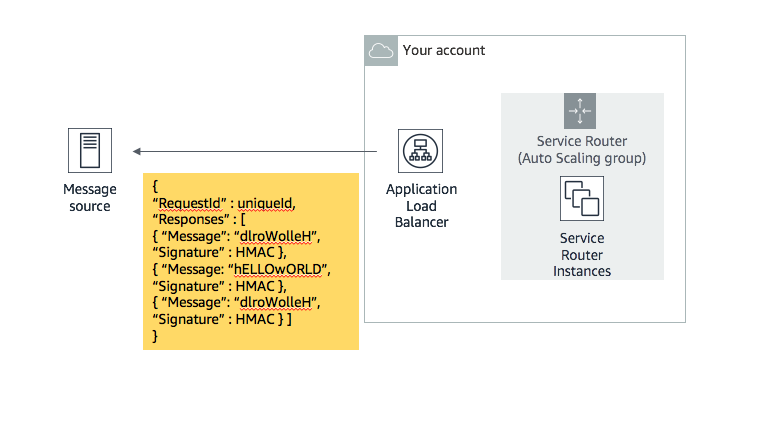 Your account
Service Router
(Auto Scaling group)
Message
source
Application
Load
Balancer
Service
Router
Instances
{
“RequestId” : uniqueId,
“Responses” : [
{ “Message”: “dlroWolleH”,
“Signature” : HMAC },
{ “Message: “hELLOwORLD”,
“Signature” : HMAC },
{ “Message”: “dlroWolleH”,
“Signature” : HMAC } ]
}